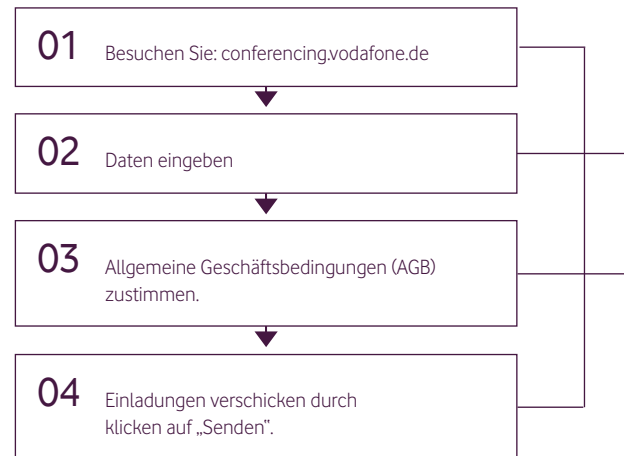 01 Besuchen Sie: conferencing.vodafone.de
02 Daten eingeben
03 Allgemeine Geschäftsbedingungen (AGB)
zustimmen.
04 Einladungen verschicken durch
klicken auf „Senden“.